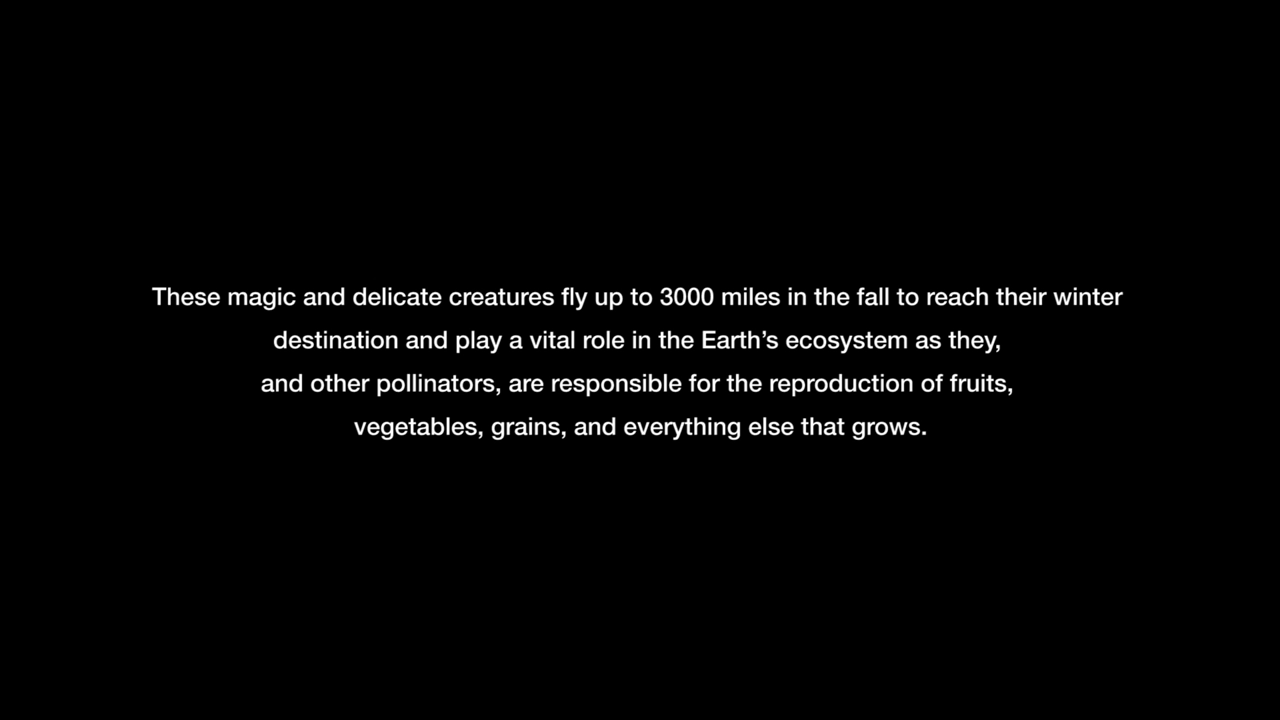 These magic and delicate creatures fly up to 3000 miles in the fall to reach their winter
destination and play a vital role in the Earth’s ecosystem as they,
and other pollinators, are responsible for the reproduction of fruits,
vegetables, grains, and everything else that grows.